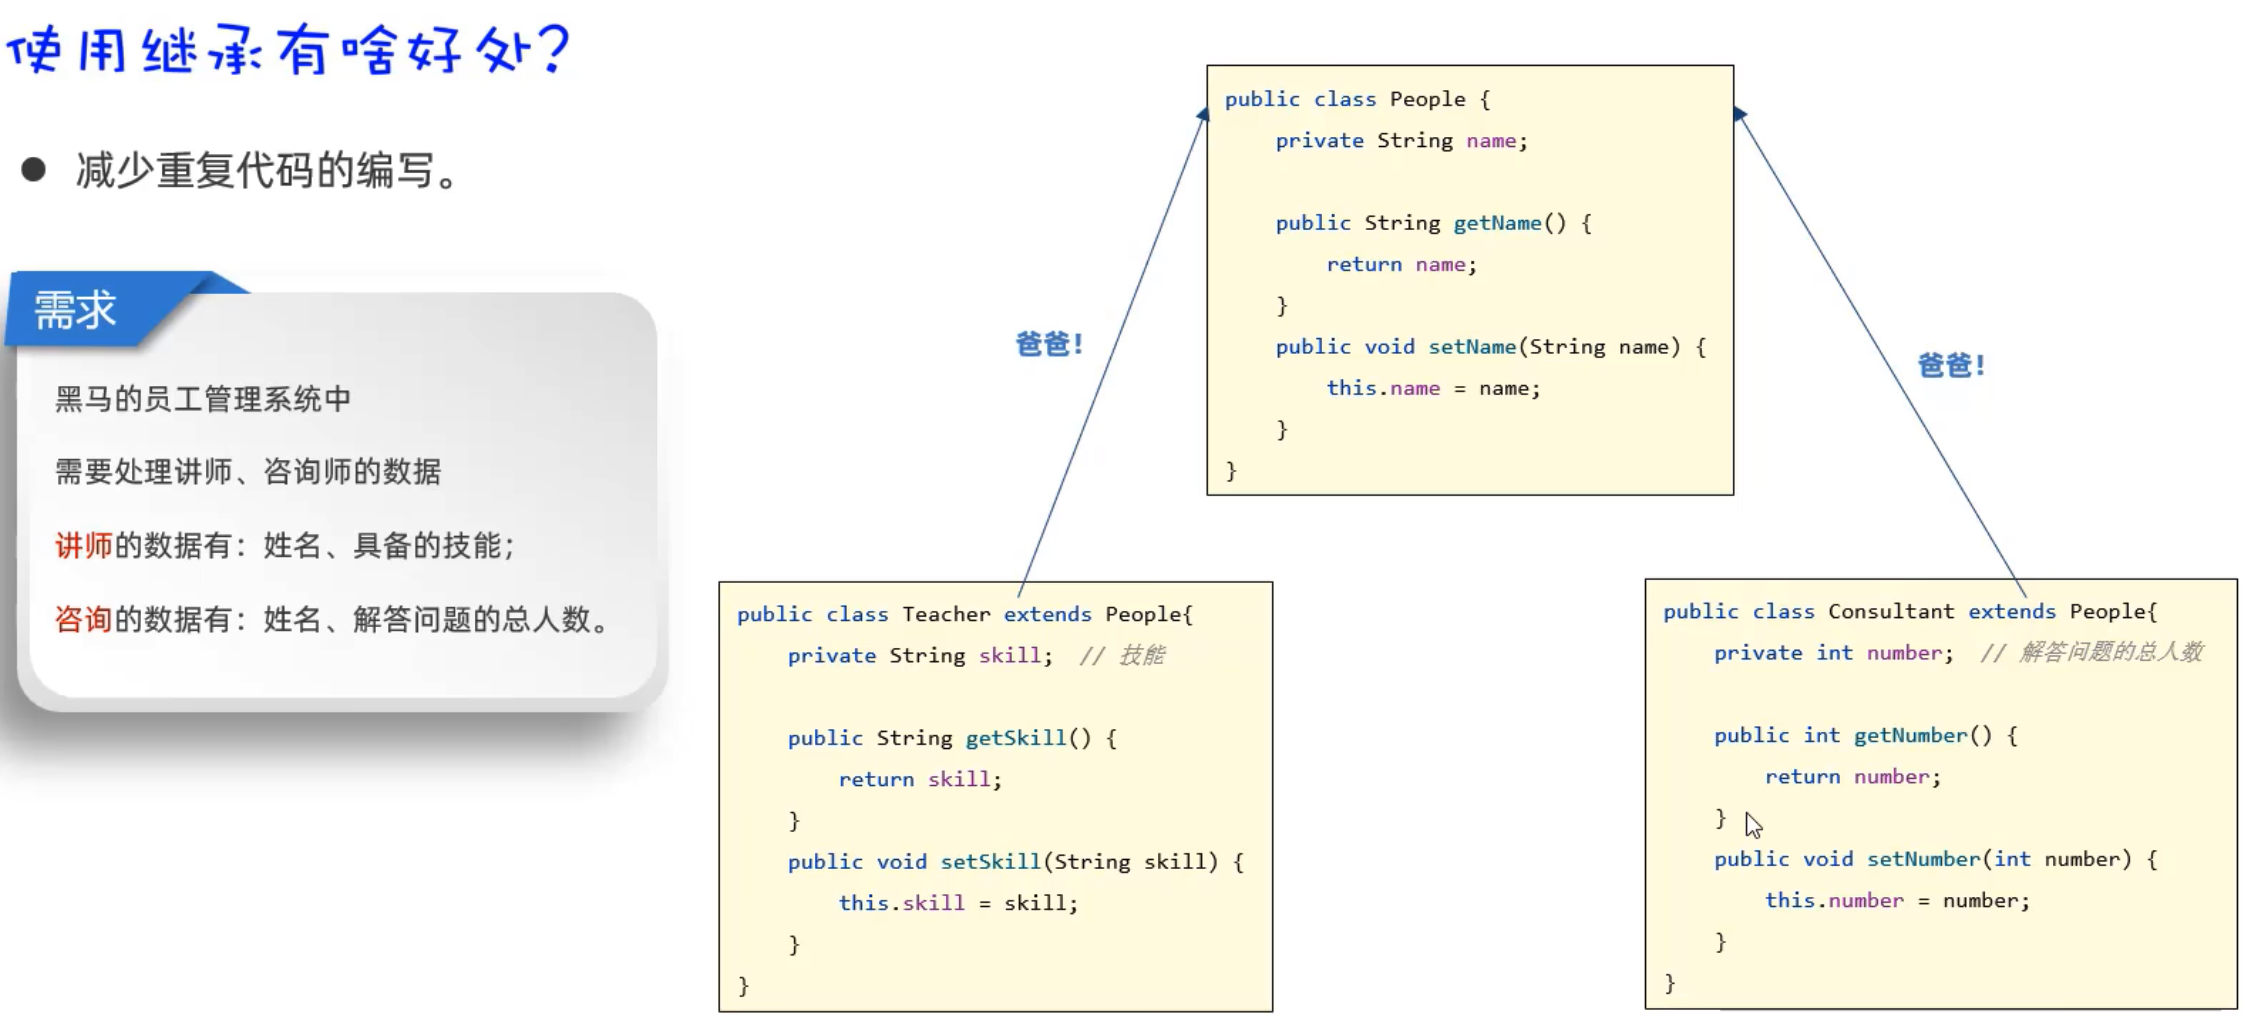 使用继承有啥好处?
● 减少重复代码的编写。
需求
黑马的员工管理系统中
需要处理讲师、咨询师的数据
讲师的数据有：姓名、具备的技能；
咨询的数据有：姓名、解答问题的总人数。
public class People {
    private String name;
    public String getName() {
        return name;
    }
    public void setName(String name) {
        this.name = name;
    }
}
爸爸！
爸爸！
public class Teacher extends People{
    private String skill;  // 技能
    public String getSkill() {
        return skill;
    }
    public void setSkill(String skill) {
        this.skill = skill;
    }
}
public class Consultant extends People{
    private int number;  // 解答问题的总人数
    public int getNumber() {
        return number;
    }
    public void setNumber(int number) {
        this.number = number;
    }
}